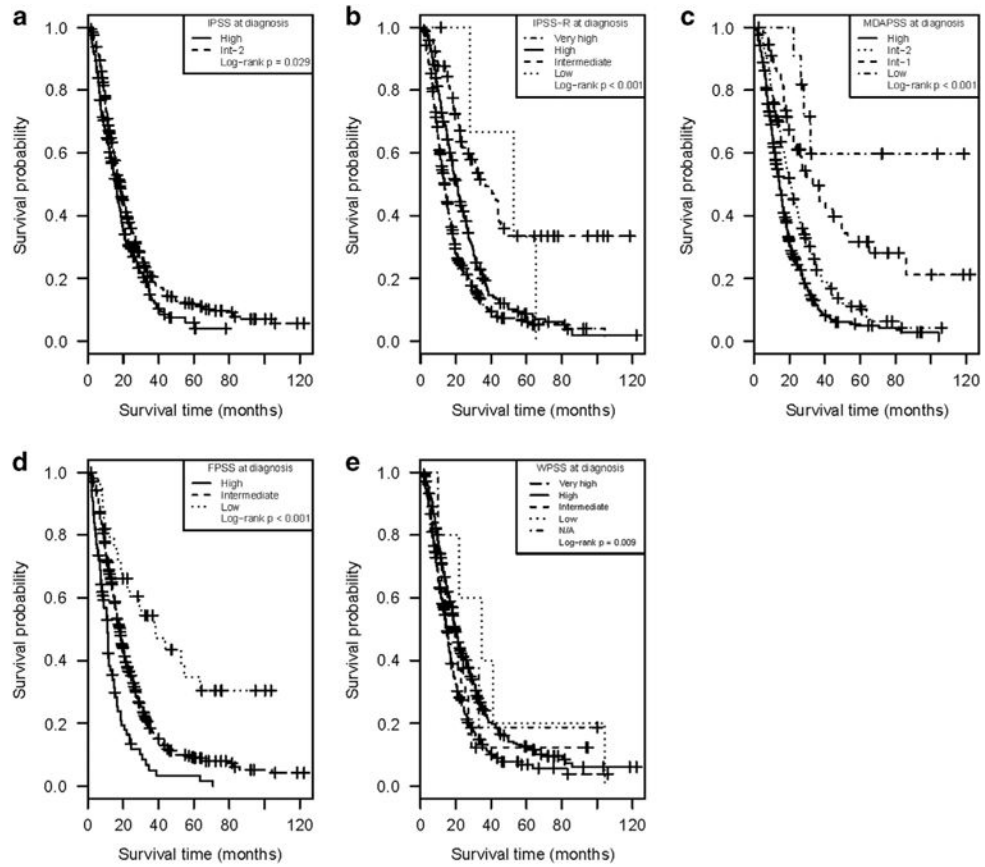 a
IPSS at diagnosis
High
Int-2
Log-rank p = 0.029
1.0
0.8
0.6
0.4
0.2
0.0
Survival probability
0 20 40 60 80 120
Survival time (months)
b
IPSS-R at diagnosis
Very high
High
Intermediate
Low
Log-rank p < 0.001
1.0
0.8
0.6
0.4
0.2
0.0
Survival probability
0 20 40 60 80 120
Survival time (months)
c
MDAPSS at diagnosis
High
Int-2
Int-1
Low
Log-rank p < 0.001
1.0
0.8
0.6
0.4
0.2
0.0
Survival probability
0 20 40 60 80 120
Survival time (months)
d
FPSS at diagnosis
High
Intermediate
Low
Log-rank p < 0.001
1.0
0.8
0.6
0.4
0.2
0.0
Survival probability
0 20 40 60 80 120
Survival time (months)
e
WPSS at diagnosis
Very high
High
Intermediate
Low
N/A
Log-rank p = 0.009
1.0
0.8
0.6
0.4
0.2
0.0
Survival probability
0 20 40 60 80 120
Survival time (months)